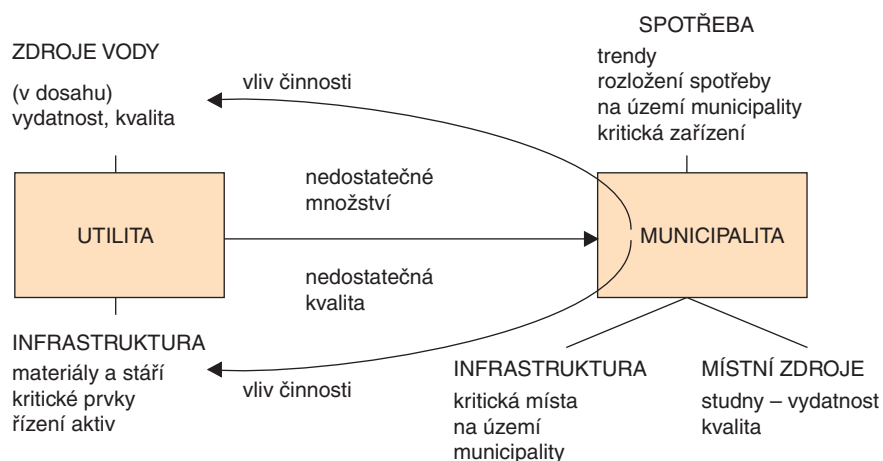 ZDROJE VODY
(v dosahu)
vydatnost, kvalita
vliv činnosti
SPOTŘEBA
trendy
rozložení spotřeby
na území municipality
kritická zařízení
UTILITA
nedostatečné
množství
nedostatečná
kvalita
MUNICIPALITA
INFRASTRUKTURA
materiály a stáří
kritické prvky
řízení aktiv
vliv činnosti
INFRASTRUKTURA
kritická místa
na území
municipality
MÍSTNÍ ZDROJE
studny – vydatnost
kvalita